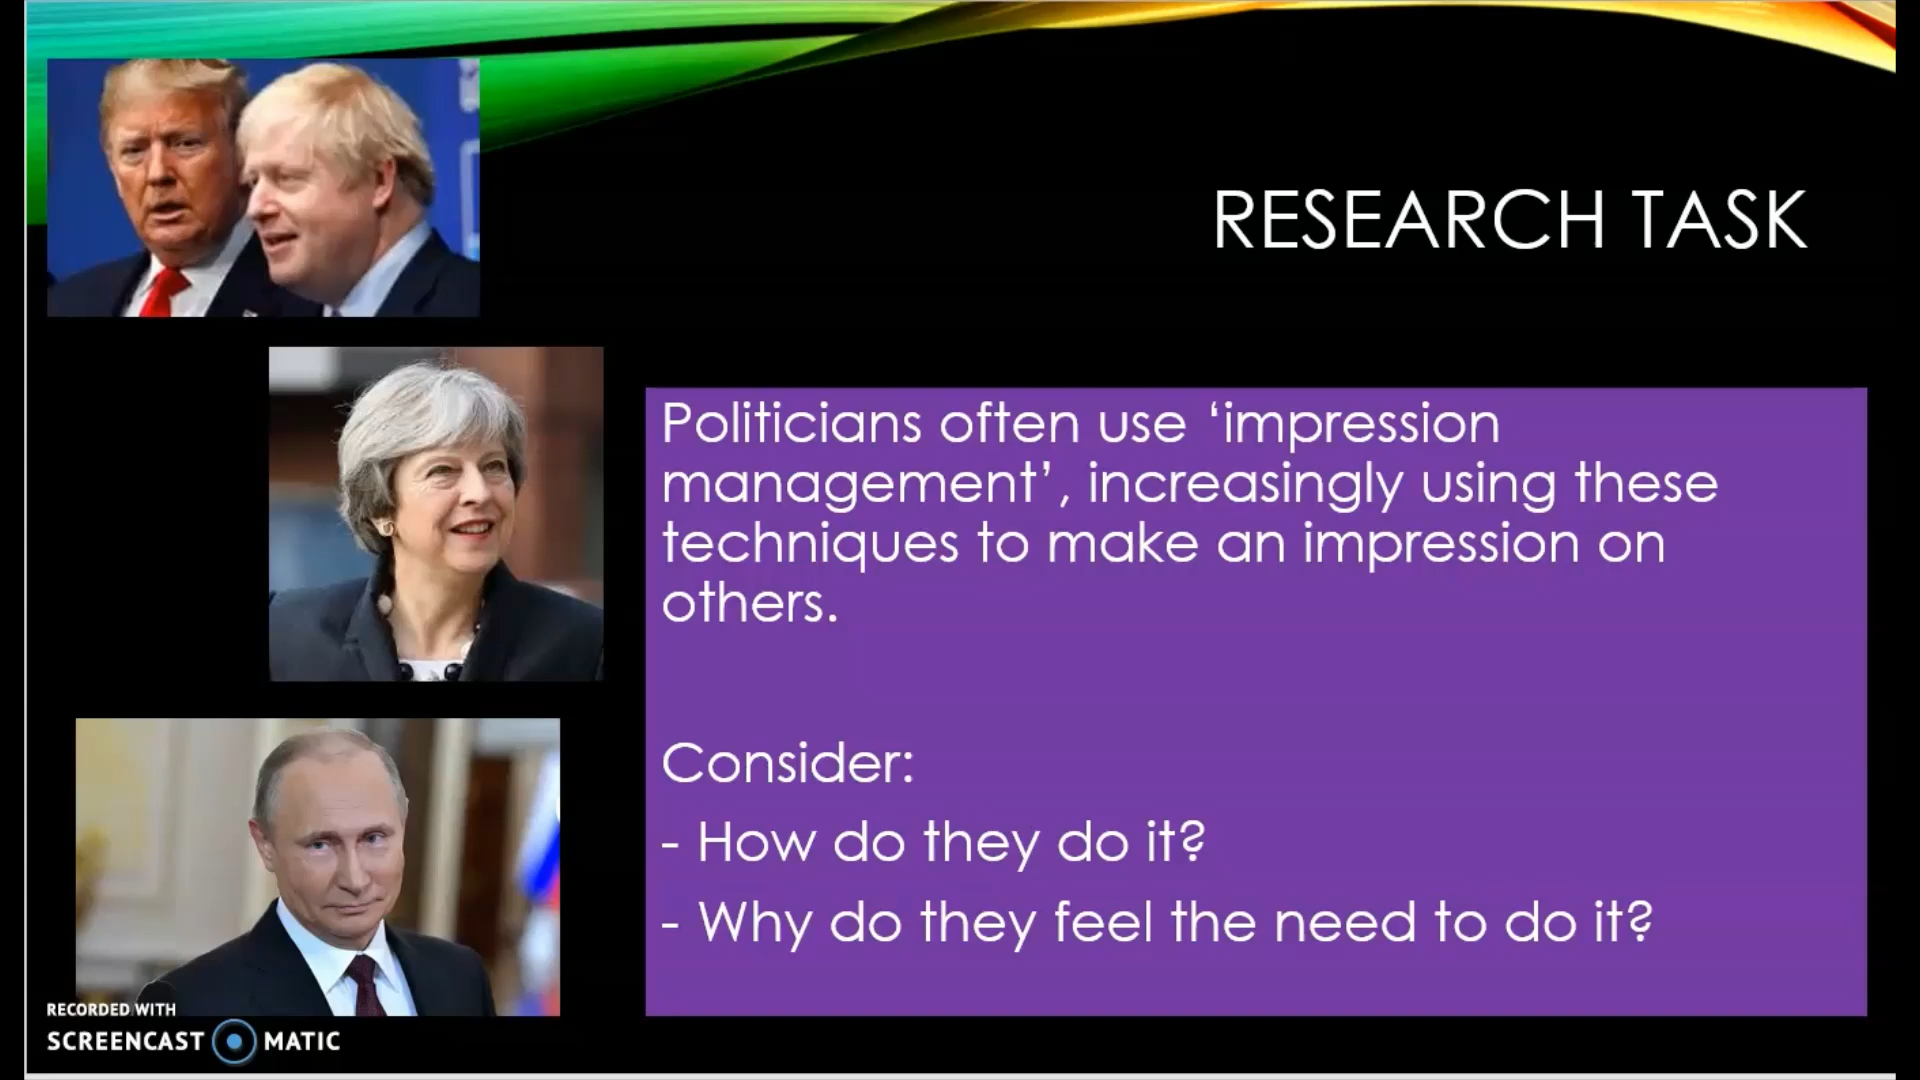 RESEARCH TASK
Politicians often use ‘impression
management’, increasingly using these
techniques to make an impression on
others.
Consider:
- How do they do it?
- Why do they feel the need to do it?
RECORDED WITH
SCREENCAST MATIC